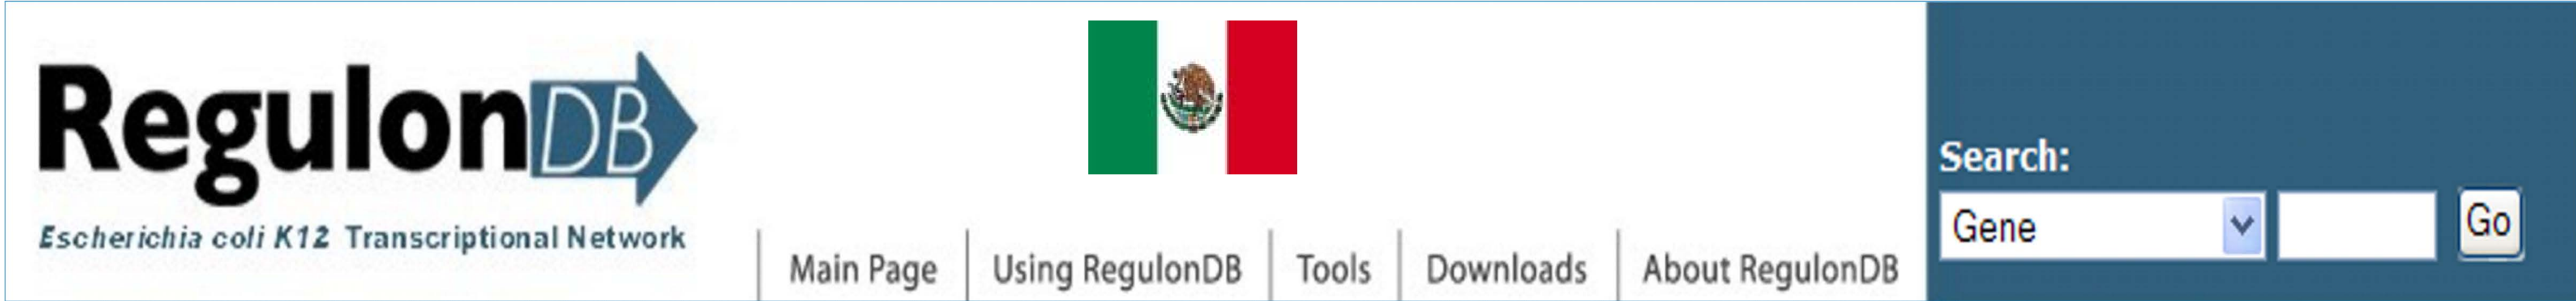 RegulonDB
Escherichia coli K12 Transcriptional Network
Main Page
Using RegulonDB
Tools
Downloads
About RegulonDB
Search:
Gene
Go